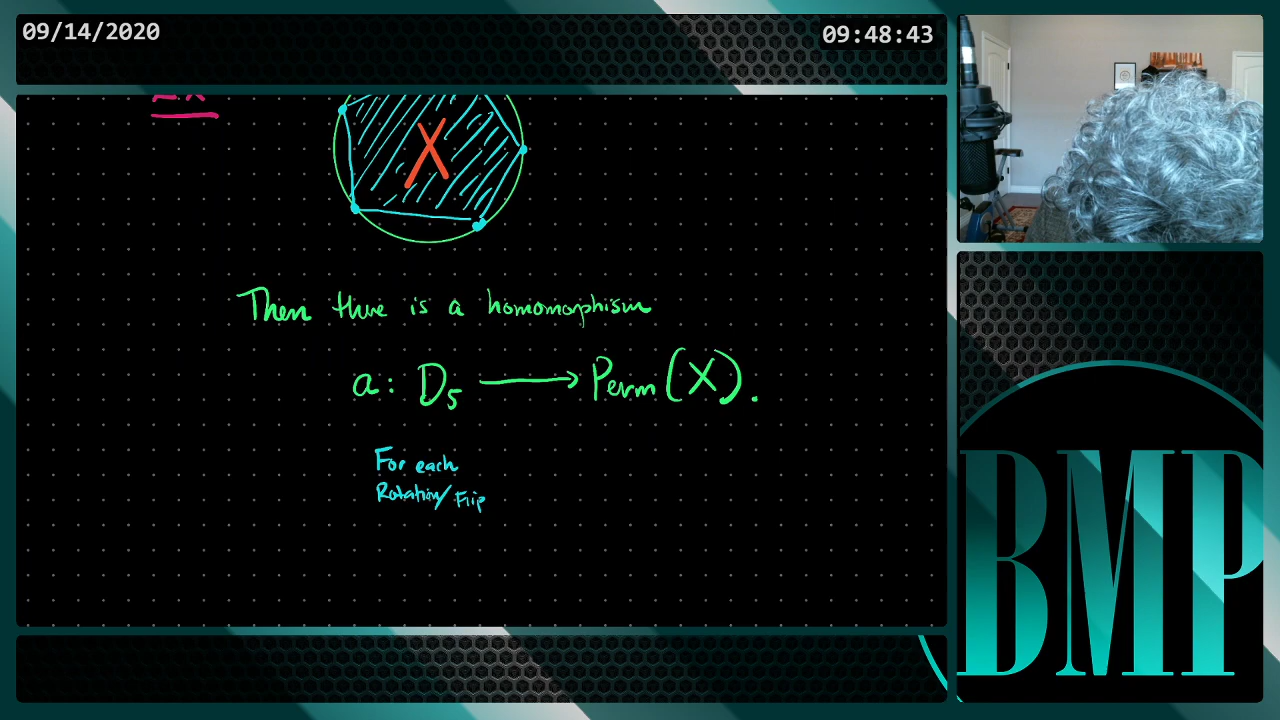 09/14/2020
09:48:43
X
Then there is a homomorphism
a: D₅ ⟶ Perm(X).
For each
Rotation/Flip
BMP